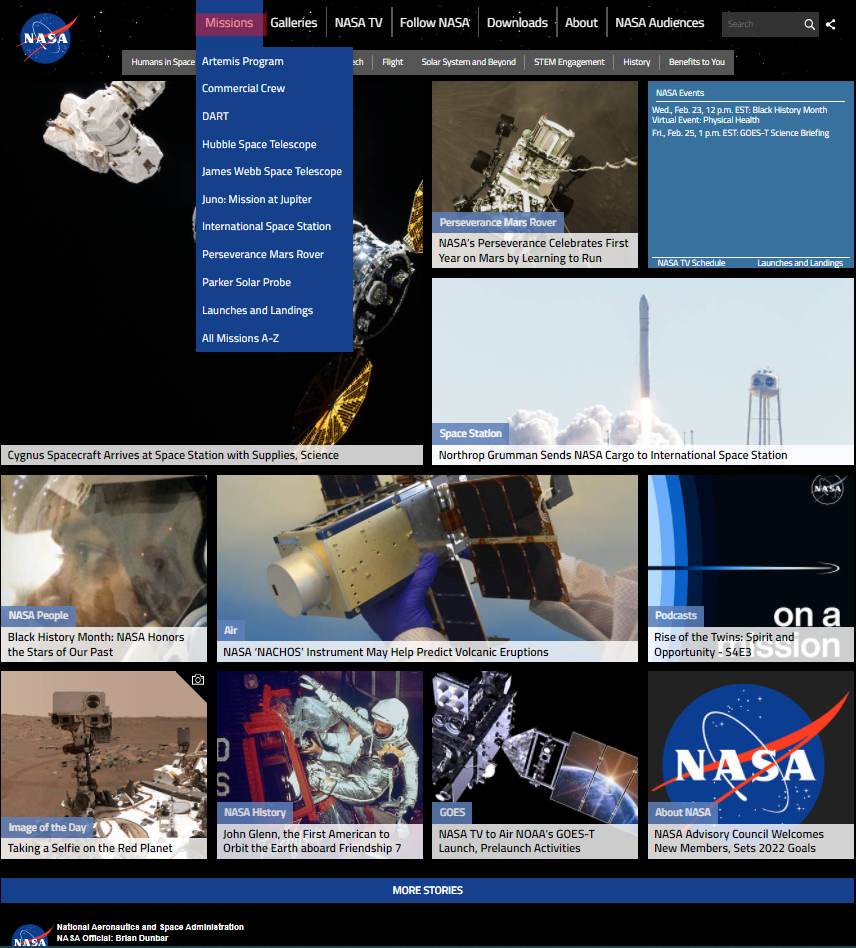 NASA
Missions
Galleries
NASA TV
Follow NASA
Downloads
About
NASA Audiences
Search
Humans in Space
ech
Flight
Solar System and Beyond
STEM Engagement
History
Benefits to You
Artemis Program
Commercial Crew
DART
Hubble Space Telescope
James Webb Space Telescope
Juno: Mission at Jupiter
International Space Station
Perseverance Mars Rover
Parker Solar Probe
Launches and Landings
All Missions A-Z
Cygnus Spacecraft Arrives at Space Station with Supplies, Science
Perseverance Mars Rover
NASA's Perseverance Celebrates First
Year on Mars by Learning to Run
NASA Events
Wed., Feb. 23, 12 p.m. EST: Black History Month
Virtual Event: Physical Health
Fri., Feb. 25, 1 p.m. EST: GOES-T Science Briefing
NASA TV Schedule
Launches and Landings
Space Station
Northrop Grumman Sends NASA Cargo to International Space Station
NASA People
Black History Month: NASA Honors
the Stars of Our Past
Air
NASA ‘NACHOS’ Instrument May Help Predict Volcanic Eruptions
NASA
on a
mission
Podcasts
Rise of the Twins: Spirit and
Opportunity - S4E3
Image of the Day
Taking a Selfie on the Red Planet
NASA History
John Glenn, the First American to
Orbit the Earth aboard Friendship 7
GOES
NASA TV to Air NOAA's GOES-T
Launch, Prelaunch Activities
NASA
About NASA
NASA Advisory Council Welcomes
New Members, Sets 2022 Goals
MORE STORIES
NASA
National Aeronautics and Space Administration
NASA Official: Brian Dunbar